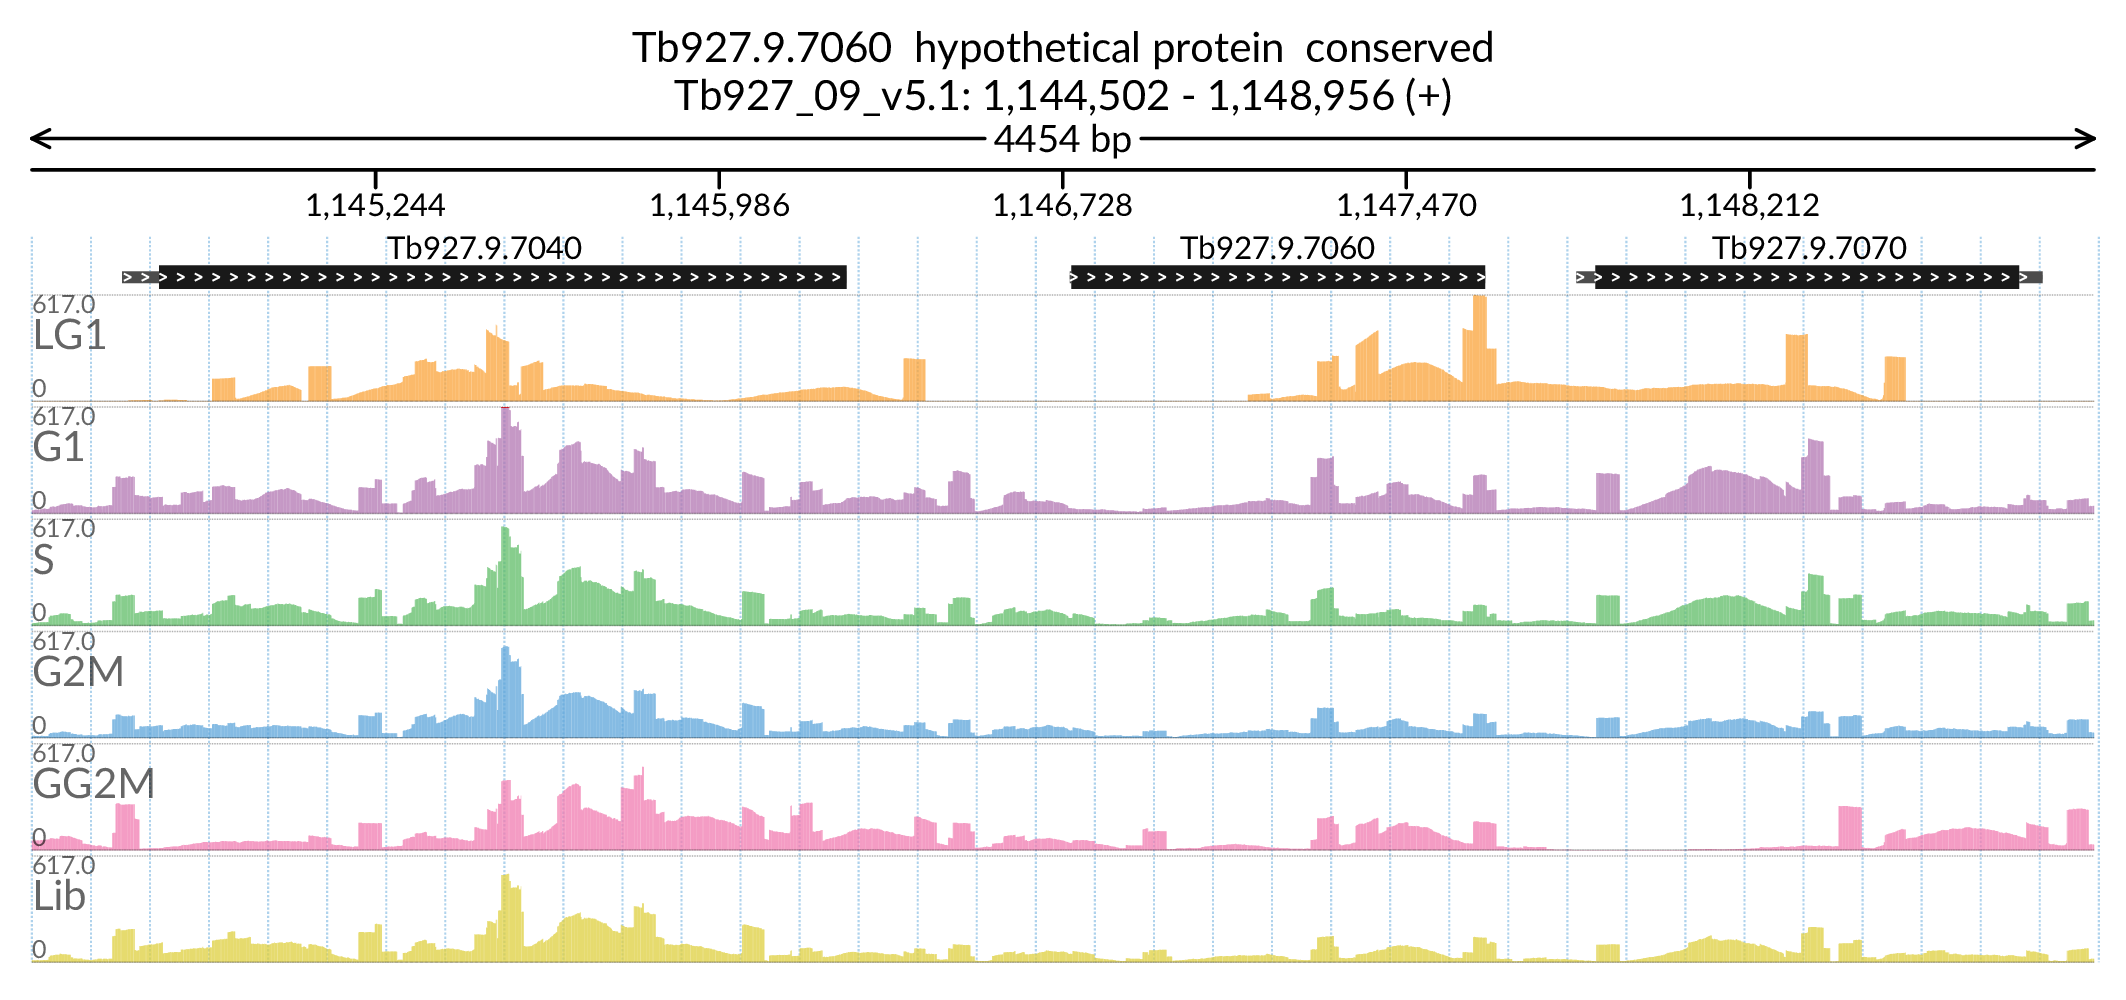 Tb927.9.7060 hypothetical protein conserved
Tb927_09_v5.1: 1,144,502 - 1,148,956 (+)
4454 bp
1,145,244 1,145,986 1,146,728 1,147,470 1,148,212
Tb927.9.7040 Tb927.9.7060 Tb927.9.7070
617.0
LG1
0
617.0
G1
0
617.0
S
0
617.0
G2M
0
617.0
GG2M
0
617.0
Lib
0